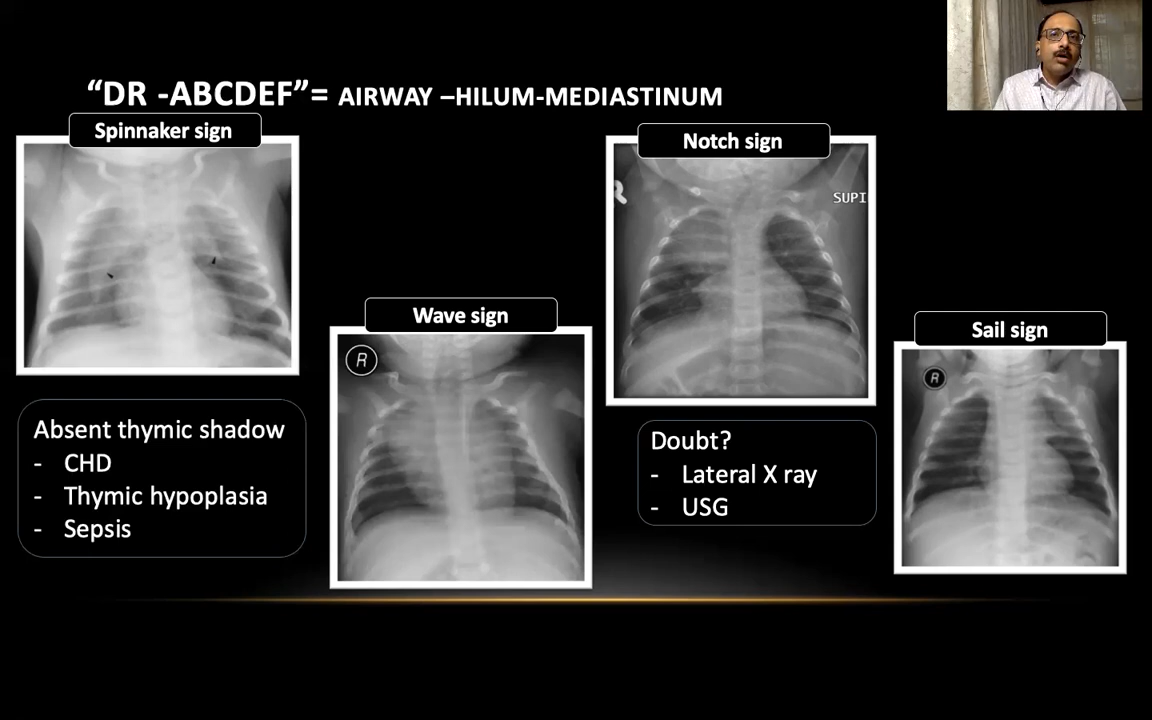 “DR -ABCDEF”= AIRWAY –HILUM-MEDIASTINUM
Spinnaker sign
Absent thymic shadow
- CHD
- Thymic hypoplasia
- Sepsis
Wave sign
R
Notch sign
R
SUPI
Doubt?
- Lateral X ray
- USG
Sail sign
R